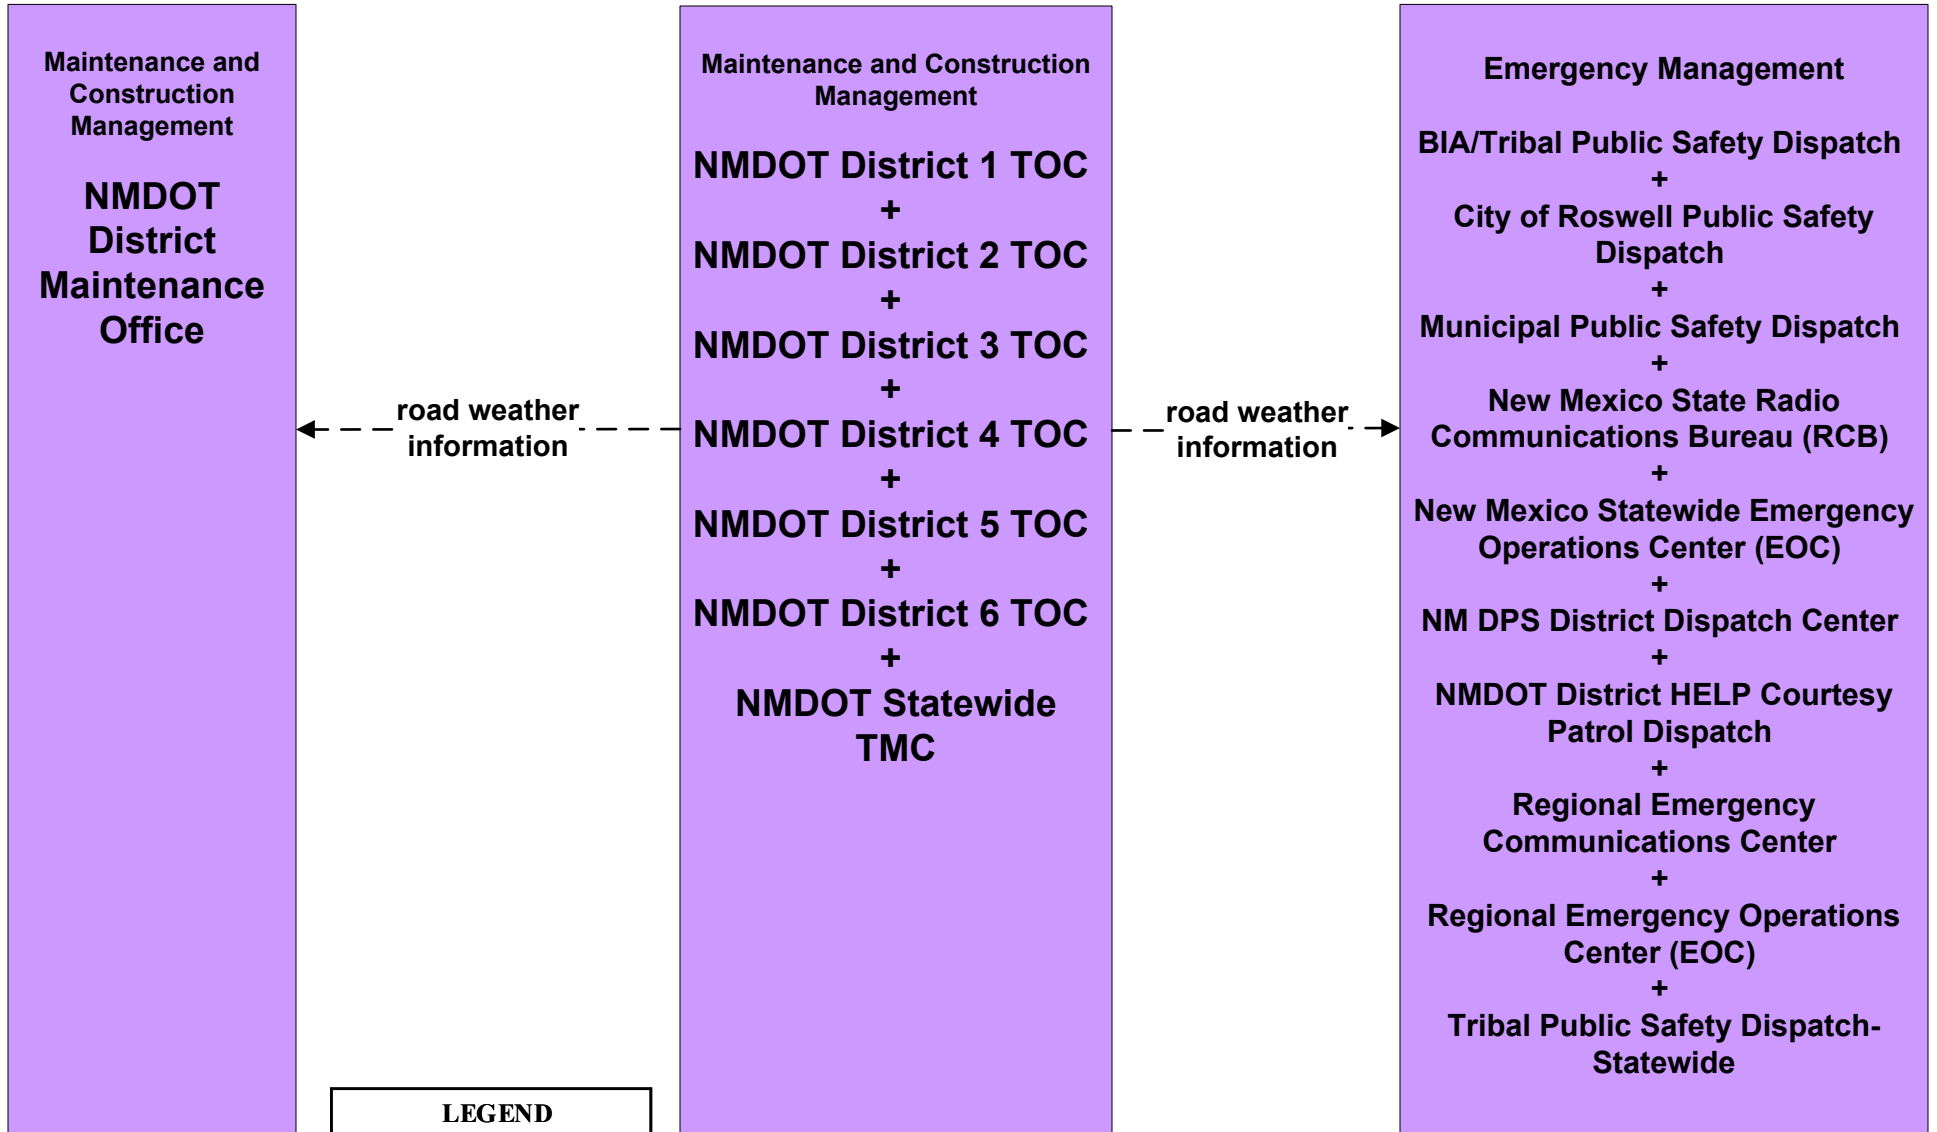 Maintenance and
Construction
Management
NMDOT
District
Maintenance
Office
road weather
information
Maintenance and Construction
Management
NMDOT District 1 TOC
+
NMDOT District 2 TOC
+
NMDOT District 3 TOC
+
NMDOT District 4 TOC
+
NMDOT District 5 TOC
+
NMDOT District 6 TOC
+
NMDOT Statewide
TMC
road weather
information
Emergency Management
BIA/Tribal Public Safety Dispatch
+
City of Roswell Public Safety
Dispatch
+
Municipal Public Safety Dispatch
+
New Mexico State Radio
Communications Bureau (RCB)
+
New Mexico Statewide Emergency
Operations Center (EOC)
+
NM DPS District Dispatch Center
+
NMDOT District HELP Courtesy
Patrol Dispatch
+
Regional Emergency
Communications Center
+
Regional Emergency Operations
Center (EOC)
+
Tribal Public Safety Dispatch-
Statewide
LEGEND